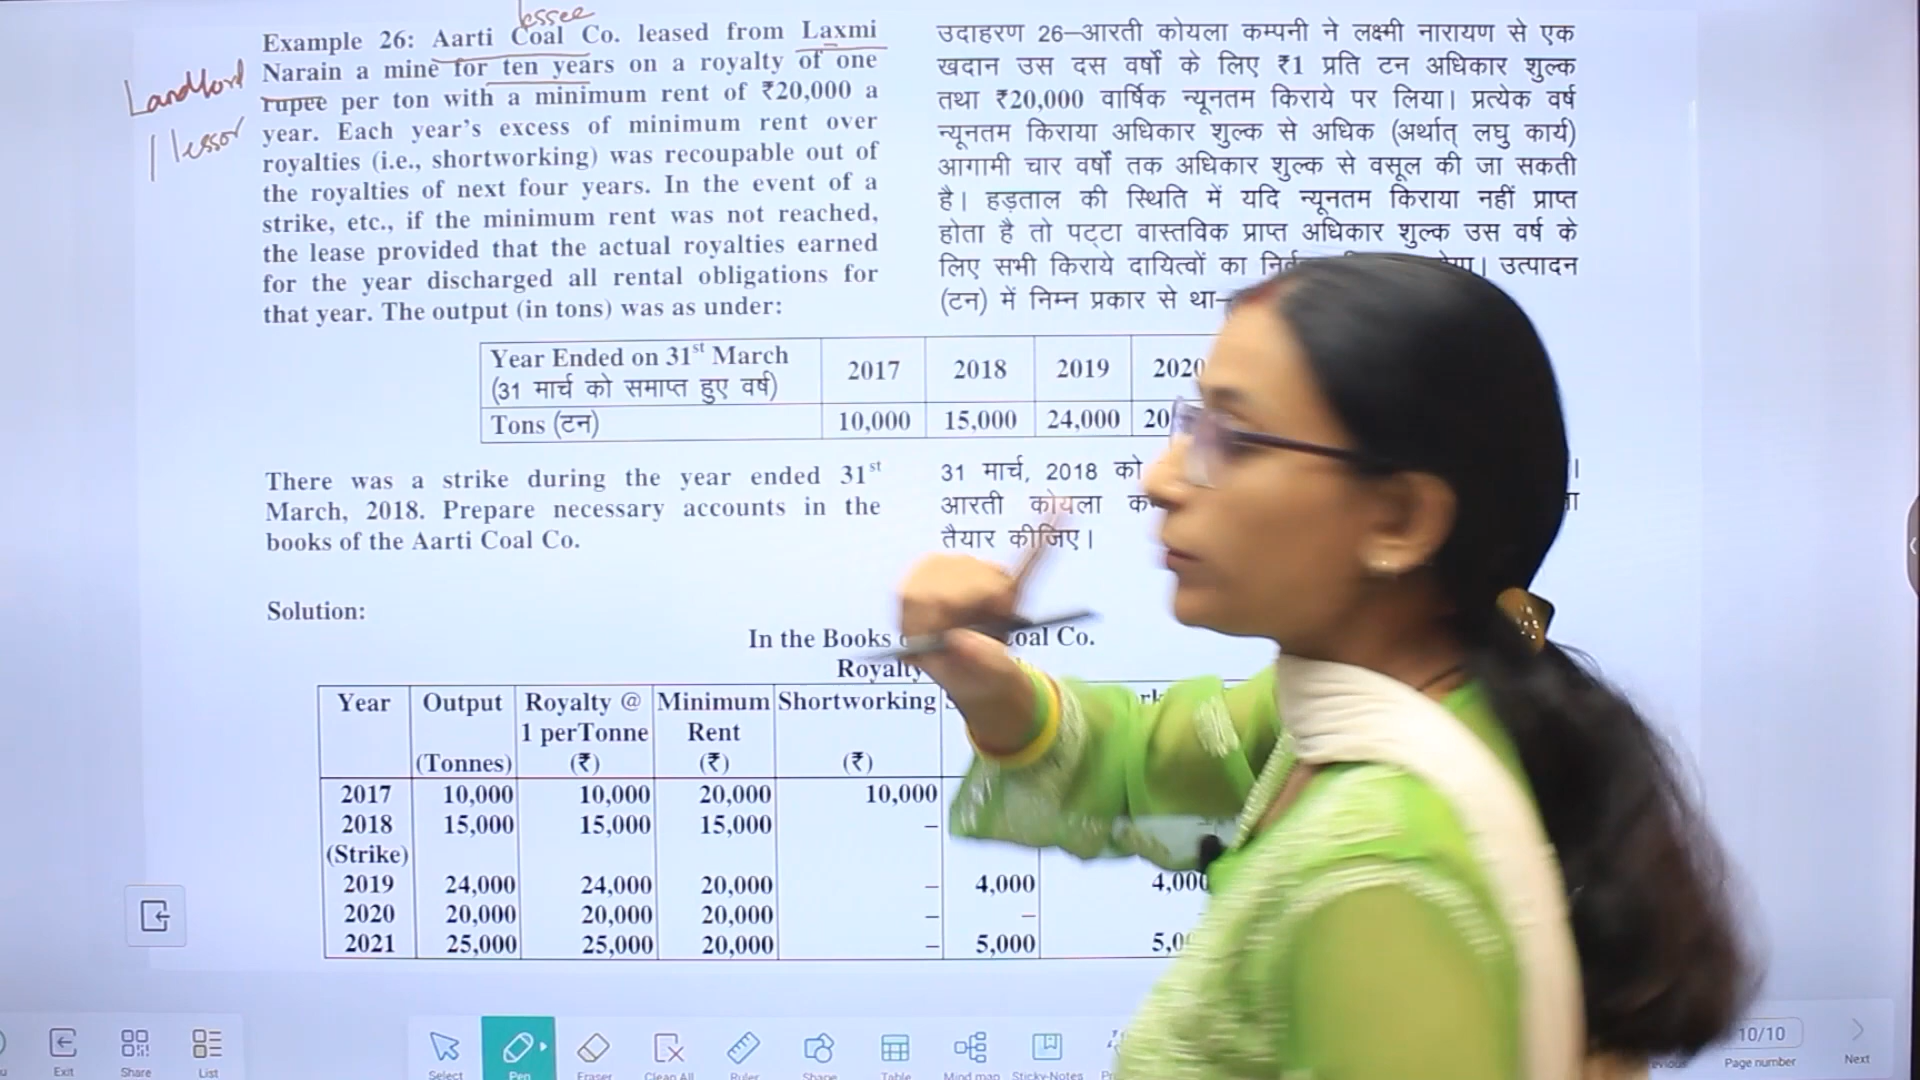 lessee
Example 26: Aarti Coal Co. leased from Laxmi
Narain a mine for ten years on a royalty of one
rupee per ton with a minimum rent of ₹20,000 a
year. Each year's excess of minimum rent over
royalties (i.e., shortworking) was recoupable out of
the royalties of next four years. In the event of a
strike, etc., if the minimum rent was not reached,
the lease provided that the actual royalties earned
for the year discharged all rental obligations for
that year. The output (in tons) was as under:
Landlord
lessor
उदाहरण 26–आरती कोयला कम्पनी ने लक्ष्मी नारायण से एक
खदान उस दस वर्षों के लिए ₹1 प्रति टन अधिकार शुल्क
तथा ₹20,000 वार्षिक न्यूनतम किराये पर लिया। प्रत्येक वर्ष
न्यूनतम किराया अधिकार शुल्क से अधिक (अर्थात् लघु कार्य)
आगामी चार वर्षों तक अधिकार शुल्क से वसूल की जा सकती
है। हड़ताल की स्थिति में यदि न्यूनतम किराया नहीं प्राप्त
होता है तो पट्टा वास्तविक प्राप्त अधिकार शुल्क उस वर्ष के
लिए सभी किराये दायित्वों का उत्पादन
(टन) में निम्न प्रकार से था–
Year Ended on 31st March 2017 2018 2019 2020
(31 मार्च को समाप्त हुए वर्ष)
Tons (टन) 10,000 15,000 24,000 20
There was a strike during the year ended 31st
March, 2018. Prepare necessary accounts in the
books of the Aarti Coal Co.
31 मार्च, 2018 को
आरती कोयला
तैयार कीजिए।
Solution:
In the Books Coal Co.
Royalty
Year Output Royalty @ Minimum Shortworking
1 perTonne Rent
(Tonnes) (₹) (₹) (₹)
2017 10,000 10,000 20,000 10,000
2018 15,000 15,000 15,000 –
(Strike)
2019 24,000 24,000 20,000 – 4,000 4,000
2020 20,000 20,000 20,000 – –
2021 25,000 25,000 20,000 – 5,000 5,0
Exit Share List Select Pen Eraser Clean All Ruler Shape Table Mind map Sticky-Notes
10/10
Page number Next